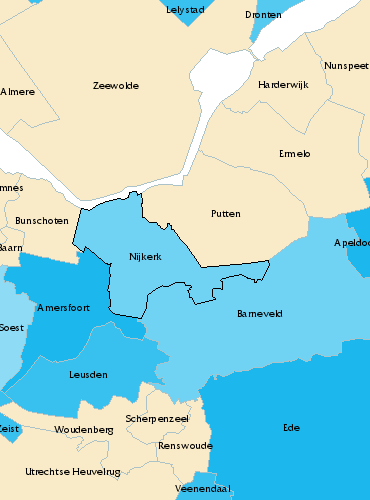 Lelystad
Dronten
Nunspeet
Zeewolde
Harderwijk
Almere
Ermelo
mnes
Bunschoten
Putten
Baarn
Apeldoo
Nijkerk
Amersfoort
Barneveld
Soest
Leusden
Scherpenzeel
Zeist
Woudenberg
Ede
Renswoude
Utrechtse Heuvelrug
Veenendaal